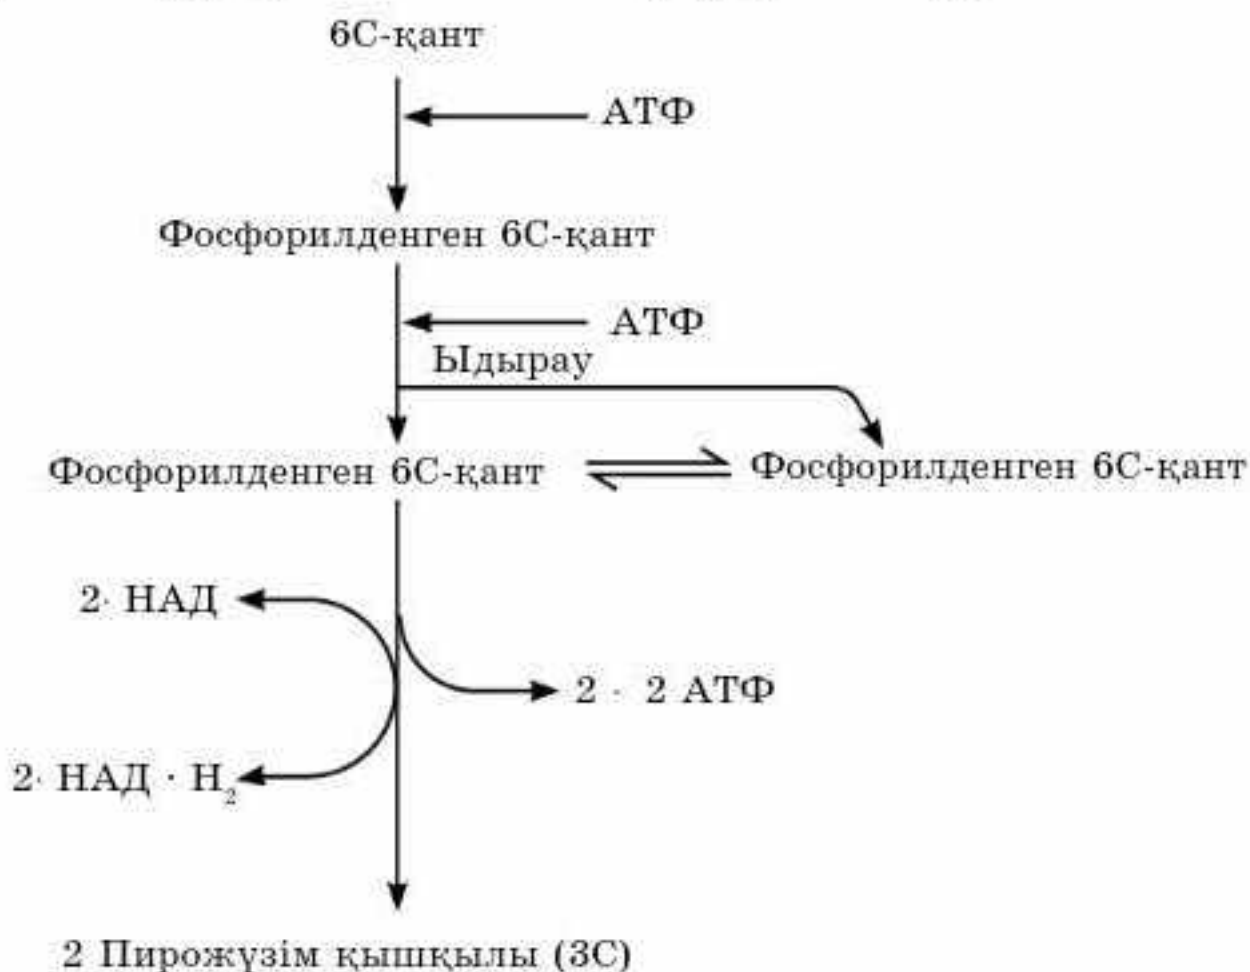 6С-қант
АТФ
Фосфорилденген 6С-қант
АТФ
Ыдырау
Фосфорилденген 6С-қант
Фосфорилденген 6С-қант
2· НАД
2 · 2 АТФ
2· НАД · Н₂
2 Пирожүзім қышқылы (3С)